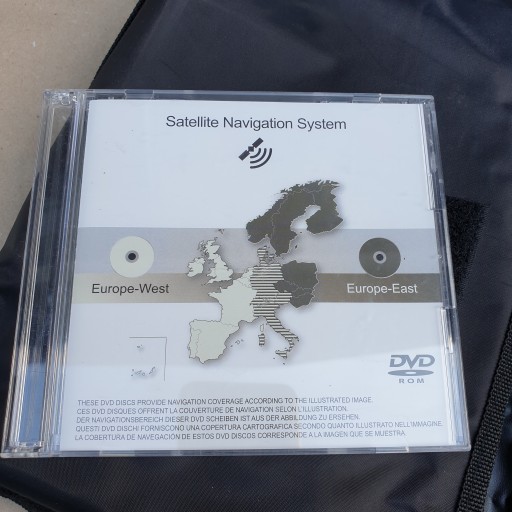 Satellite Navigation System
Europe-West
Europe-East
DVD
ROM
THESE DVD DISCS PROVIDE NAVIGATION COVERAGE ACCORDING TO THE ILLUSTRATED IMAGE.
CES DVD DISQUES OFFRENT LA COUVERTURE DE NAVIGATION SELON L'ILLUSTRATION.
DER NAVIGATIONSBEREICH DIESER DVD SCHEIBEN IST AUS DER ABBILDUNG ZU ERSEHEN.
QUESTI DVD DISCHI FORNISCONO UNA COPERTURA CARTOGRAFICA SECONDO QUANTO ILLUSTRATO NELL'IMMAGINE.
LA COBERTURA DE NAVEGACIÓN DE ESTOS DVD DISCOS CORRESPONDE A LA IMAGEN QUE SE MUESTRA.